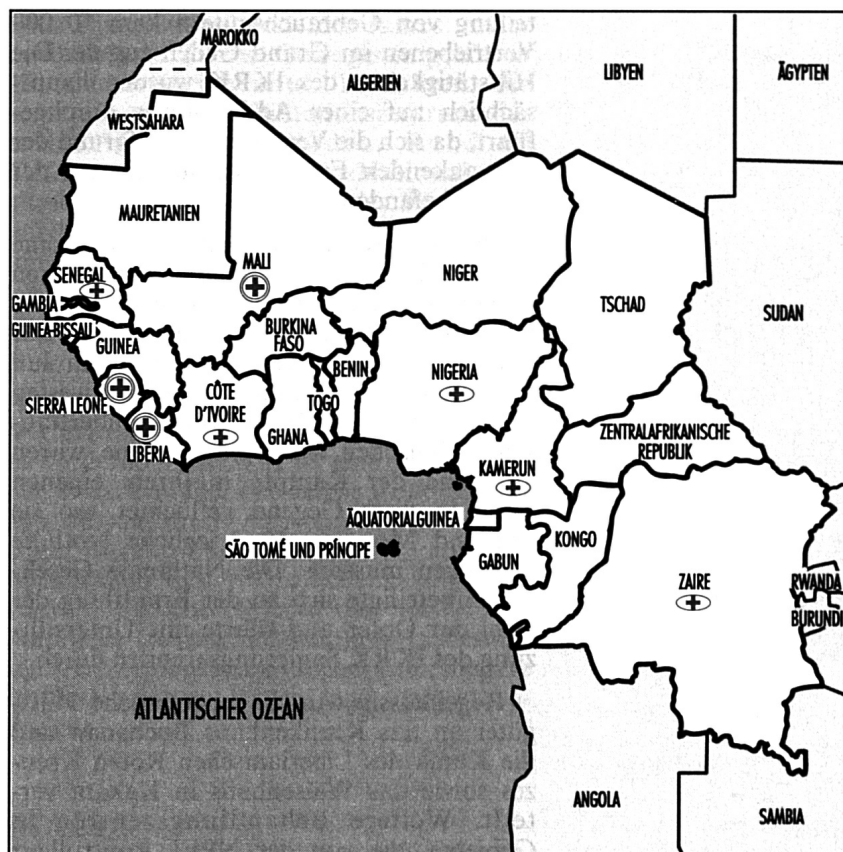 MAROKKO
ALGERIEN
LIBYEN
ÄGYPTEN
WESTSAHARA
MAURETANIEN
MALI
NIGER
TSCHAD
SUDAN
SENEGAL
GAMBIA
GUINEA-BISSAU
GUINEA
BURKINA
FASO
BENIN
NIGERIA
SIERRA LEONE
CÔTE
D'IVOIRE
TOGO
GHANA
LIBERIA
ZENTRALAFRIKANISCHE
REPUBLIK
KAMERUN
ÄQUATORIALGUINEA
SÃO TOMÉ UND PRÍNCIPE
GABUN
KONGO
ZAIRE
RWANDA
BURUNDI
ATLANTISCHER OZEAN
ANGOLA
SAMBIA